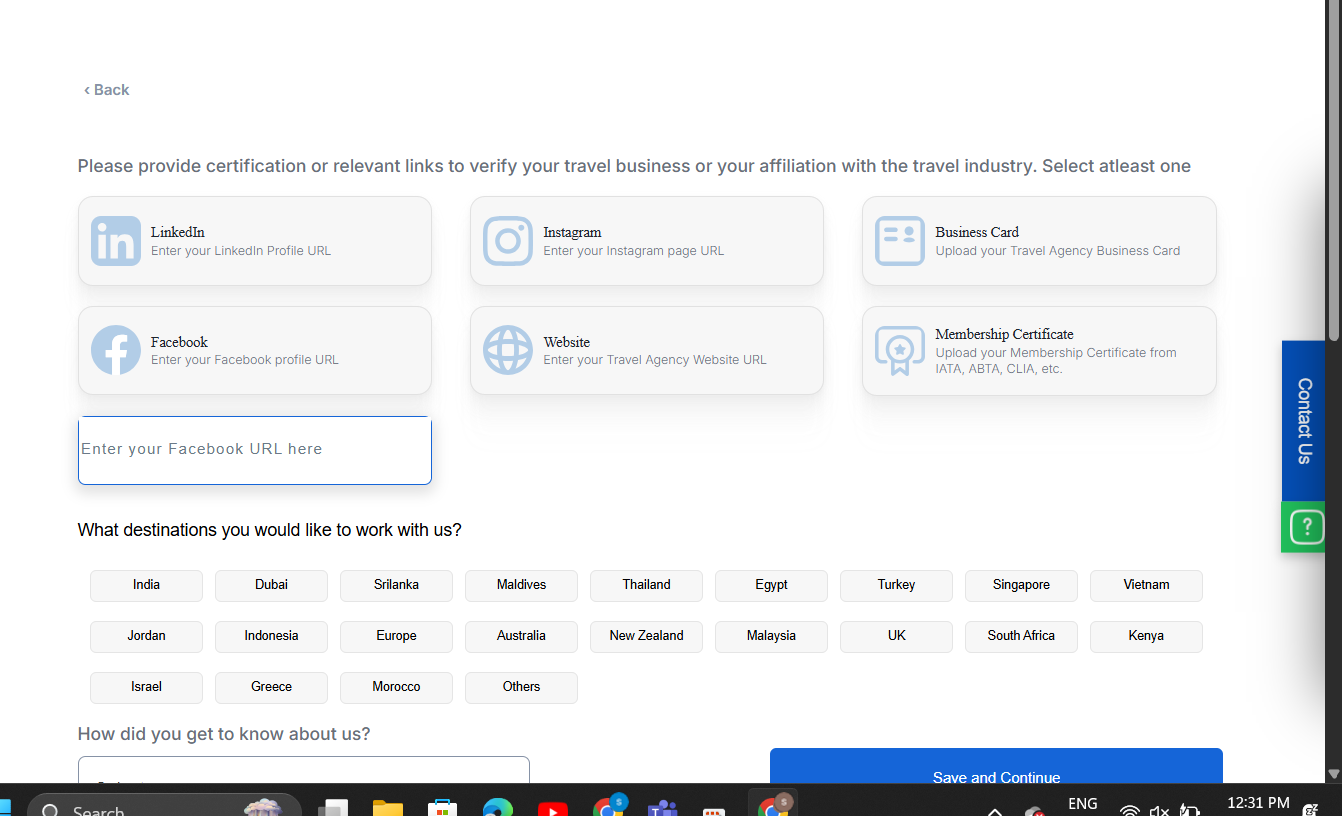 ‹ Back
Please provide certification or relevant links to verify your travel business or your affiliation with the travel industry. Select atleast one
LinkedIn
Enter your LinkedIn Profile URL
Instagram
Enter your Instagram page URL
Business Card
Upload your Travel Agency Business Card
Facebook
Enter your Facebook profile URL
Website
Enter your Travel Agency Website URL
Membership Certificate
Upload your Membership Certificate from
IATA, ABTA, CLIA, etc.
Enter your Facebook URL here
Contact Us
?
What destinations you would like to work with us?
India Dubai Srilanka Maldives Thailand Egypt Turkey Singapore Vietnam
Jordan Indonesia Europe Australia New Zealand Malaysia UK South Africa Kenya
Israel Greece Morocco Others
How did you get to know about us?
Save and Continue
Search
ENG
12:31 PM